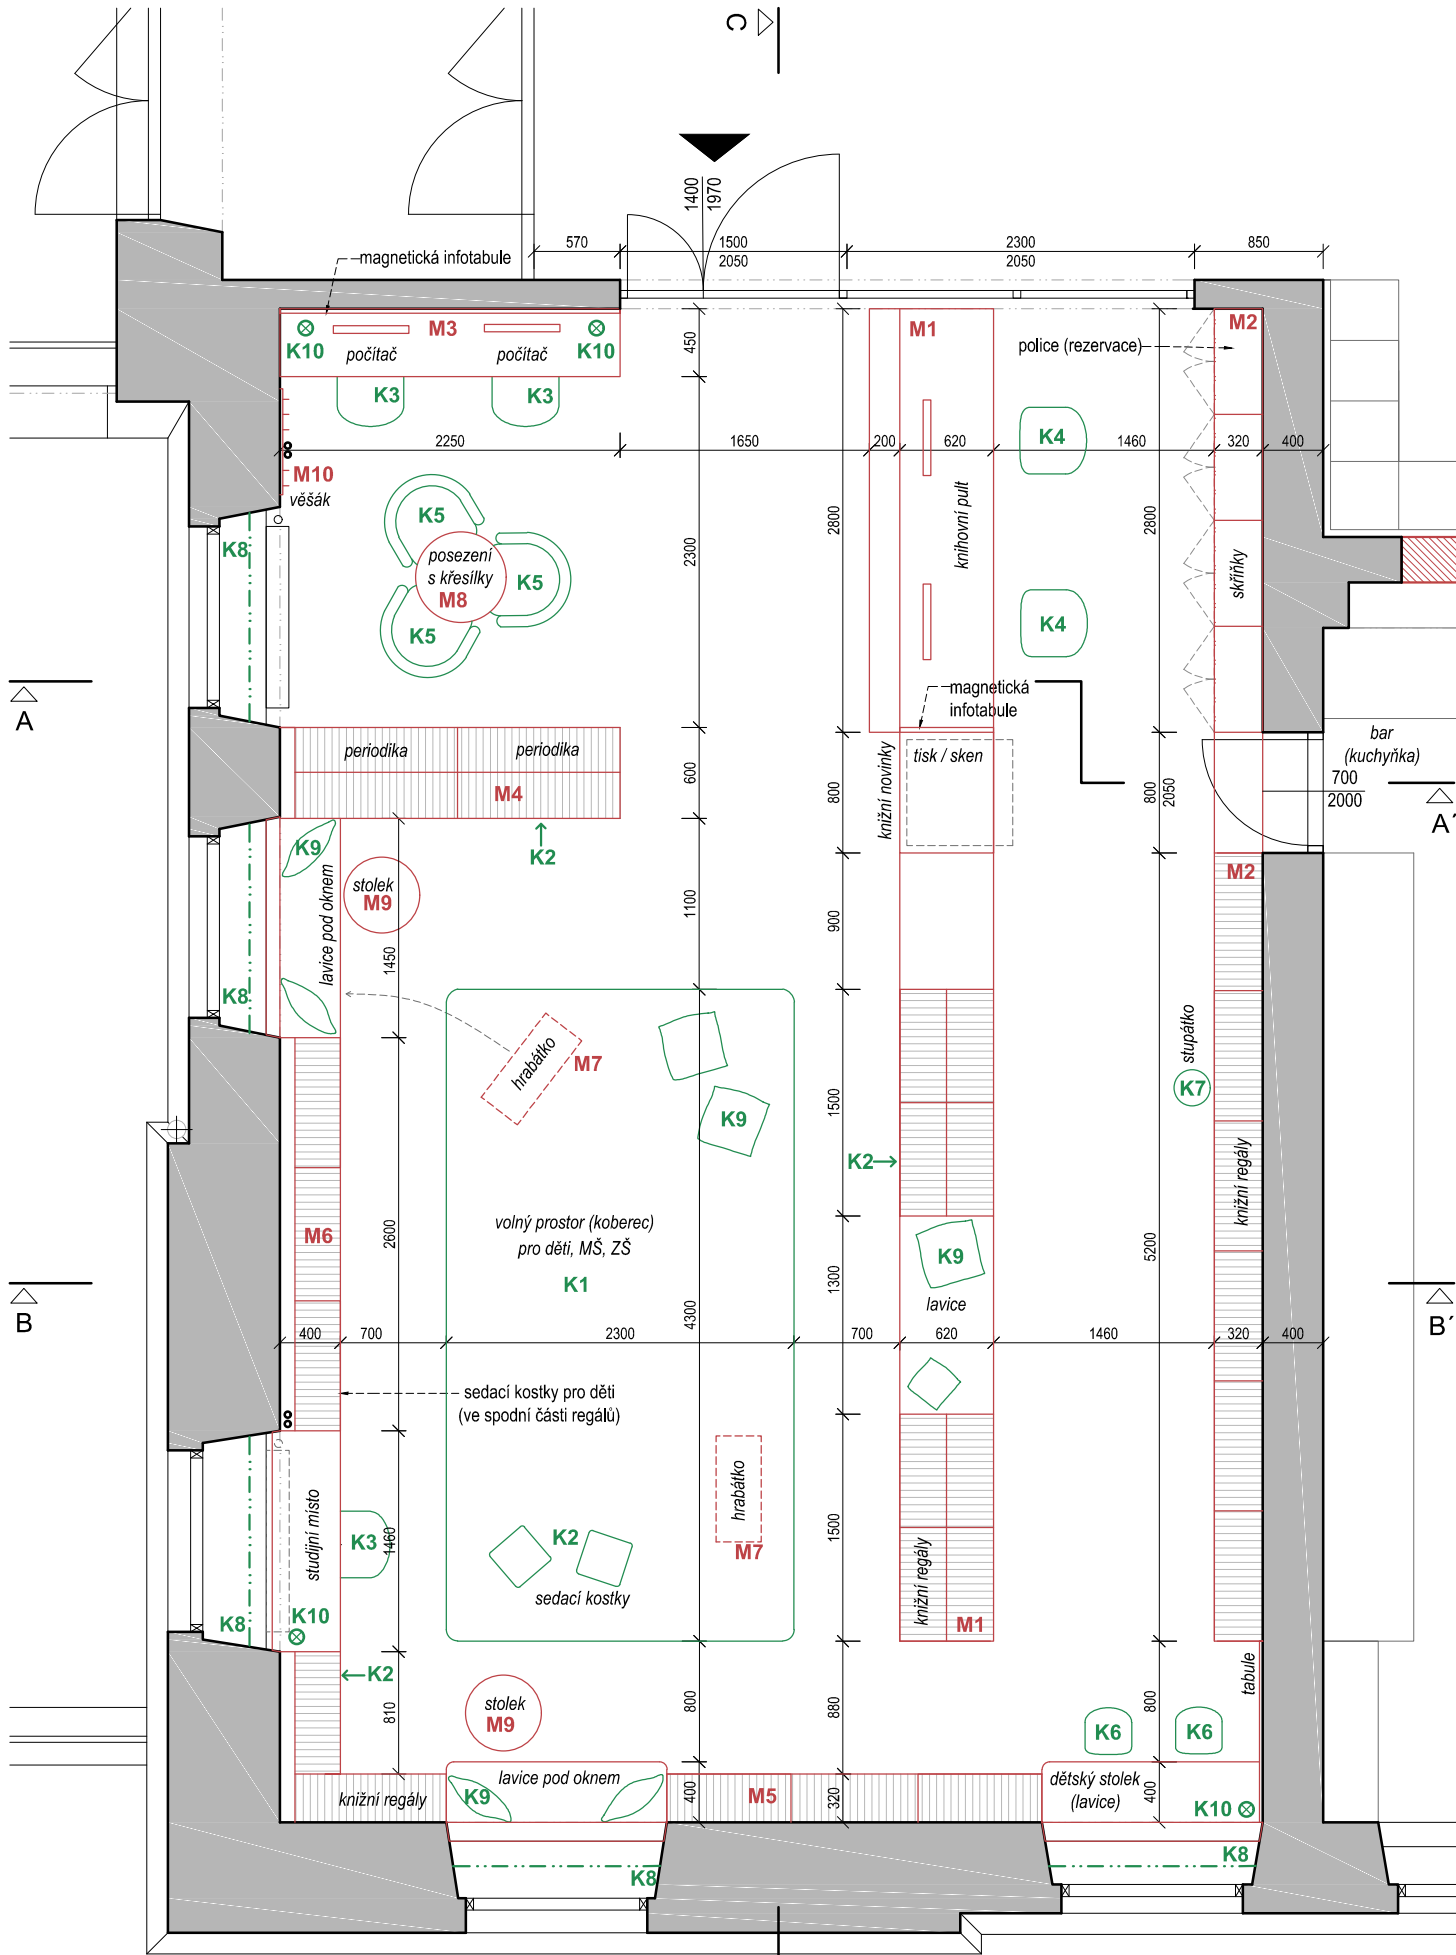 C
1400
1970
570
1500
2050
2300
2050
850
magnetická infotabule
M3
K10
K10
počítač
počítač
K3
K3
M1
M2
police (rezervace)
450
2250
1650
200
620
1460
320
400
K4
M10
věšák
K8
K5
K5
K5
posezení
s křesílky
M8
2300
2800
knihovní pult
2800
skříňky
K4
A
magnetická
infotabule
periodika
periodika
M4
600
knižní novinky
tisk / sken
800
800
2050
bar
(kuchyňka)
700
2000
A´
K2
K9
stolek
M9
lavice pod oknem
1450
1100
900
M2
K8
hrabátko
M7
K9
1500
stupátko
K7
K2
knižní regály
M6
2600
volný prostor (koberec)
pro děti, MŠ, ZŠ
K1
K9
lavice
1300
5200
4300
B
B´
400
700
2300
700
620
1460
320
400
sedací kostky pro děti
(ve spodní části regálů)
hrabátko
M7
studijní místo
K3
1460
K2
sedací kostky
1500
knižní regály
M1
K8
K10
K2
810
stolek
M9
800
880
800
tabule
K6
K6
knižní regály
lavice pod oknem
K9
400
M5
320
dětský stolek
(lavice)
400
K10
K8
K8